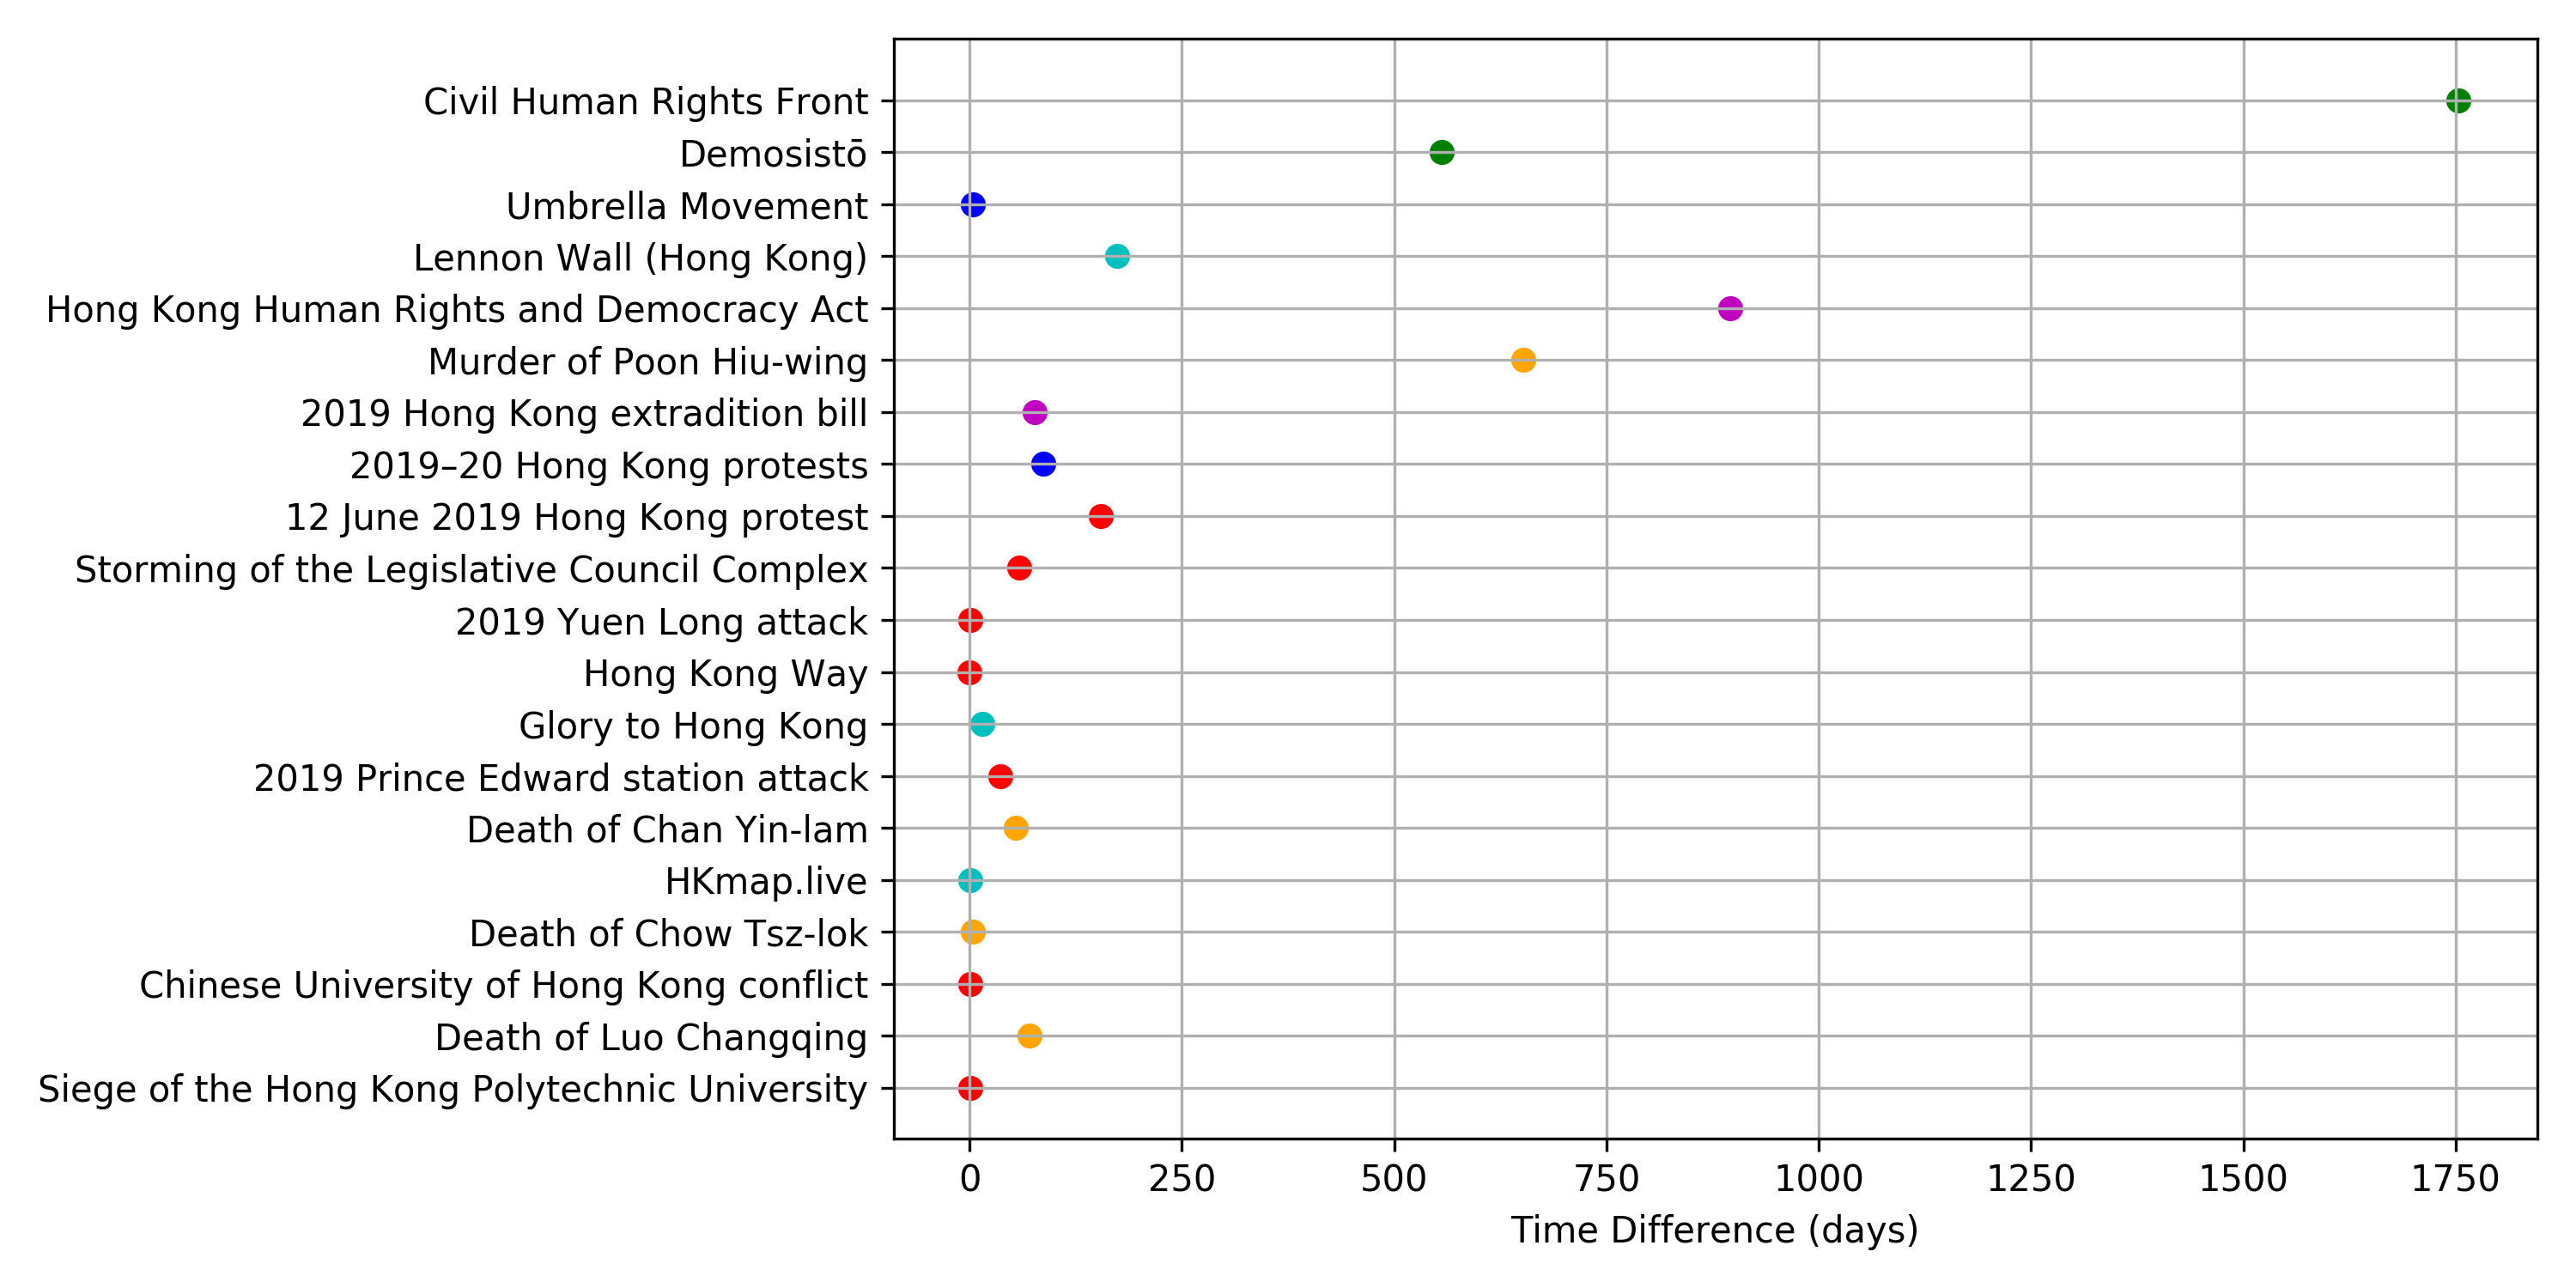 Civil Human Rights Front
Demosistō
Umbrella Movement
Lennon Wall (Hong Kong)
Hong Kong Human Rights and Democracy Act
Murder of Poon Hiu-wing
2019 Hong Kong extradition bill
2019–20 Hong Kong protests
12 June 2019 Hong Kong protest
Storming of the Legislative Council Complex
2019 Yuen Long attack
Hong Kong Way
Glory to Hong Kong
2019 Prince Edward station attack
Death of Chan Yin-lam
HKmap.live
Death of Chow Tsz-lok
Chinese University of Hong Kong conflict
Death of Luo Changqing
Siege of the Hong Kong Polytechnic University
0 250 500 750 1000 1250 1500 1750
Time Difference (days)